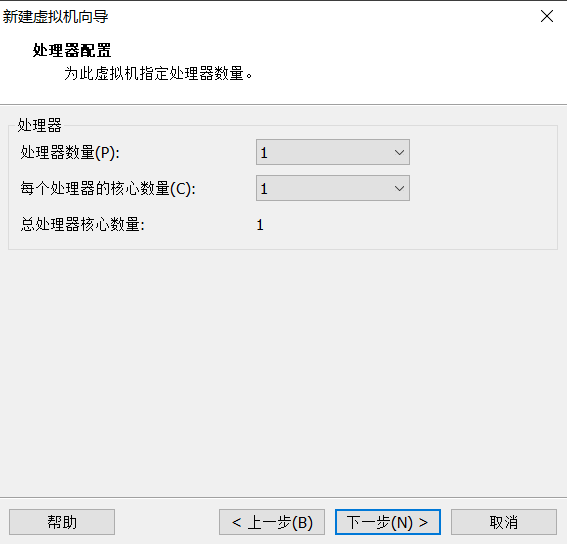 新建虚拟机向导
处理器配置
为此虚拟机指定处理器数量。
处理器
处理器数量(P):
1
每个处理器的核心数量(C):
1
总处理器核心数量:
1
帮助
< 上一步(B)
下一步(N) >
取消